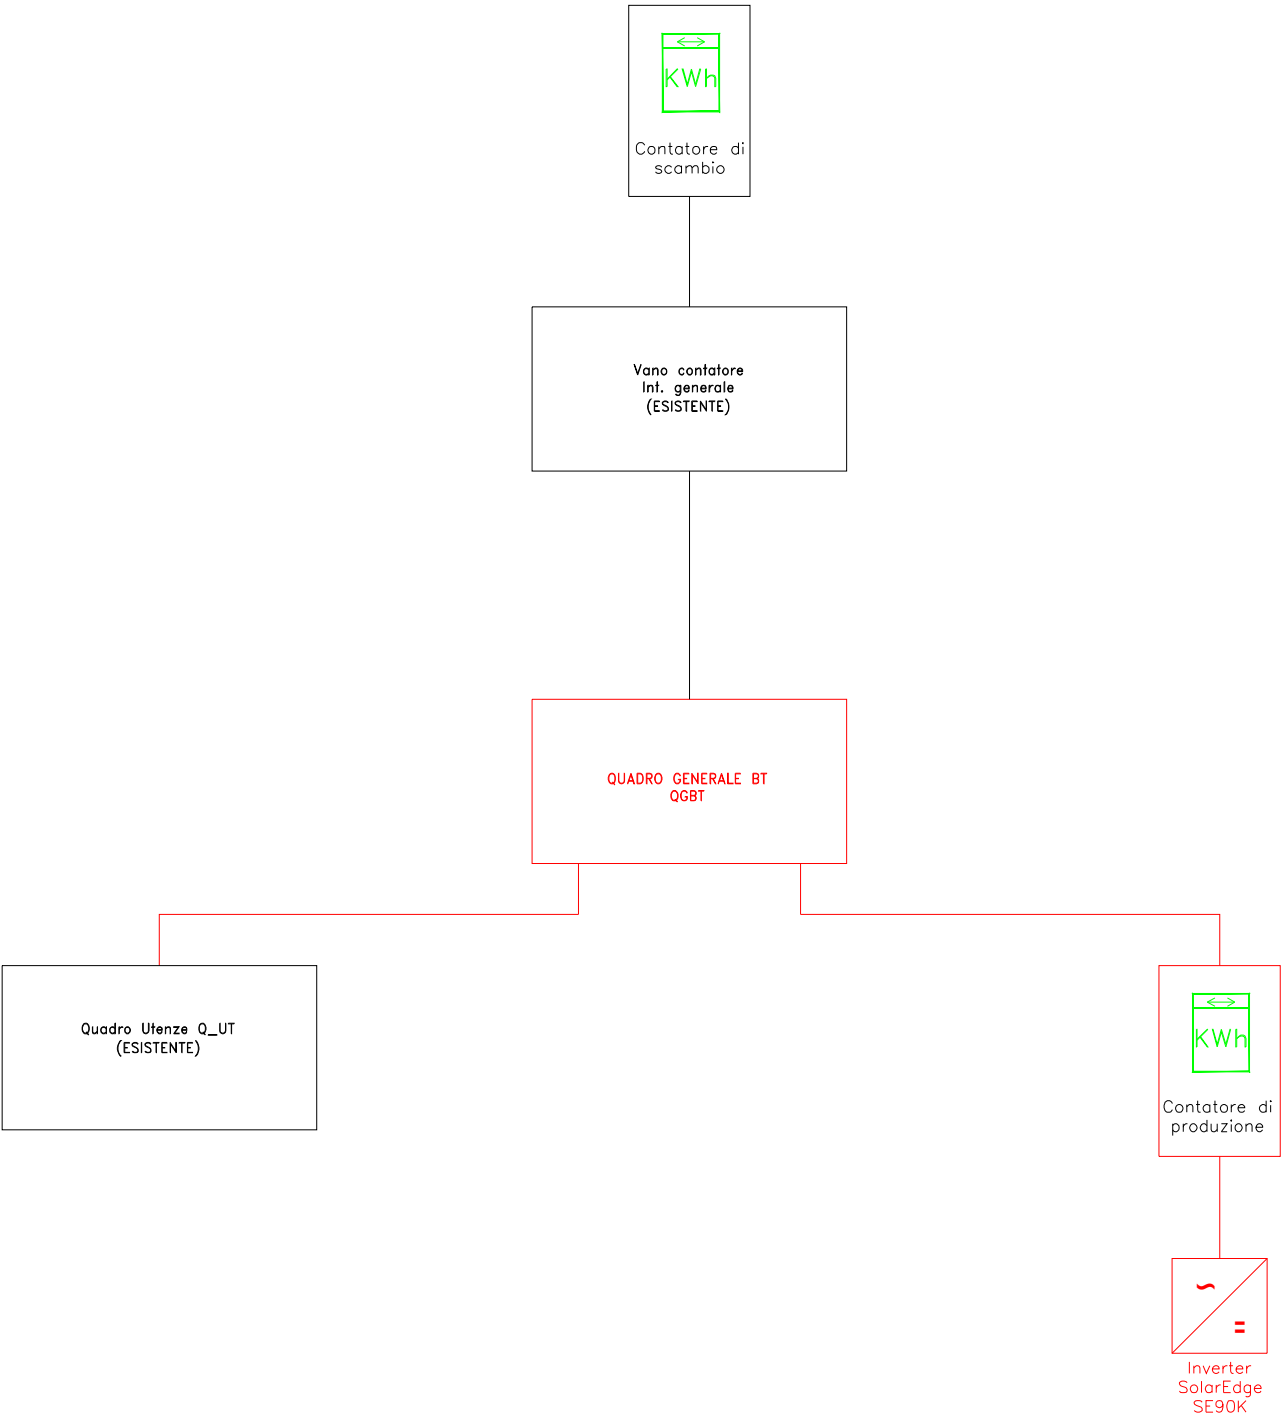 KWh
Contatore di
scambio
Vano contatore
Int. generale
(ESISTENTE)
QUADRO GENERALE BT
QGBT
Quadro Utenze Q_UT
(ESISTENTE)
KWh
Contatore di
produzione
Inverter
SolarEdge
SE90K